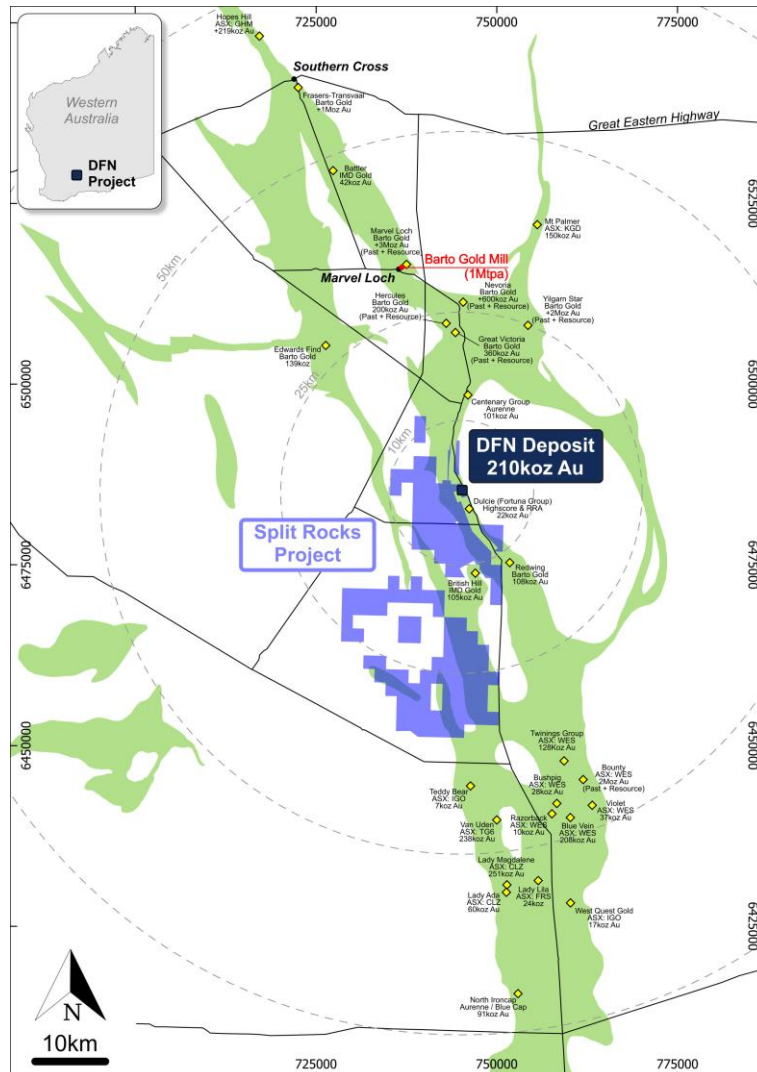 725000
750000
775000
Hopes Hill
ASX: GHM
+219koz Au
Southern Cross
Frasers-Transvaal
Barto Gold
+1Moz Au
Great Eastern Highway
Western
Australia
DFN
Project
Battler
IMD Gold
42koz Au
6525000
Mt Palmer
ASX: KGD
150koz Au
Marvel Loch
Barto Gold
+3Moz Au
(Past + Resource)
Barto Gold Mill
(1Mtpa)
50km
Marvel Loch
Nevoria
Barto Gold
+600koz Au
(Past + Resource)
Hercules
Barto Gold
200koz Au
(Past + Resource)
Yilgarn Star
Barto Gold
+2Moz Au
(Past + Resource)
Great Victoria
Barto Gold
360koz Au
(Past + Resource)
Edwards Find
Barto Gold
139koz
25km
6500000
6500000
Centenary Group
Aurenne
101koz Au
10km
DFN Deposit
210koz Au
Dulcie (Fortuna Group)
Highscore & RRA
22koz Au
Split Rocks
Project
6475000
6475000
Redwing
Barto Gold
108koz Au
British Hill
IMD Gold
105koz Au
6450000
6450000
Twinings Group
ASX: WES
128Koz Au
Bounty
ASX: WES
2Moz Au
(Past + Resource)
Bushpig
ASX: WES
28koz Au
Teddy Bear
ASX: IGO
7koz Au
Violet
ASX: WES
37koz Au
Razorback
ASX: WES
10koz Au
Blue Vein
ASX: WES
208koz Au
Van Uden
ASX: TG6
238koz Au
Lady Magdalene
ASX: CLZ
251koz Au
Lady Ada
ASX: CLZ
60koz Au
Lady Lila
ASX: FRS
24koz
West Quest Gold
ASX: IGO
17koz Au
6425000
6425000
North Ironcap
Aurenne / Blue Cap
91koz Au
N
10km
725000
750000
775000